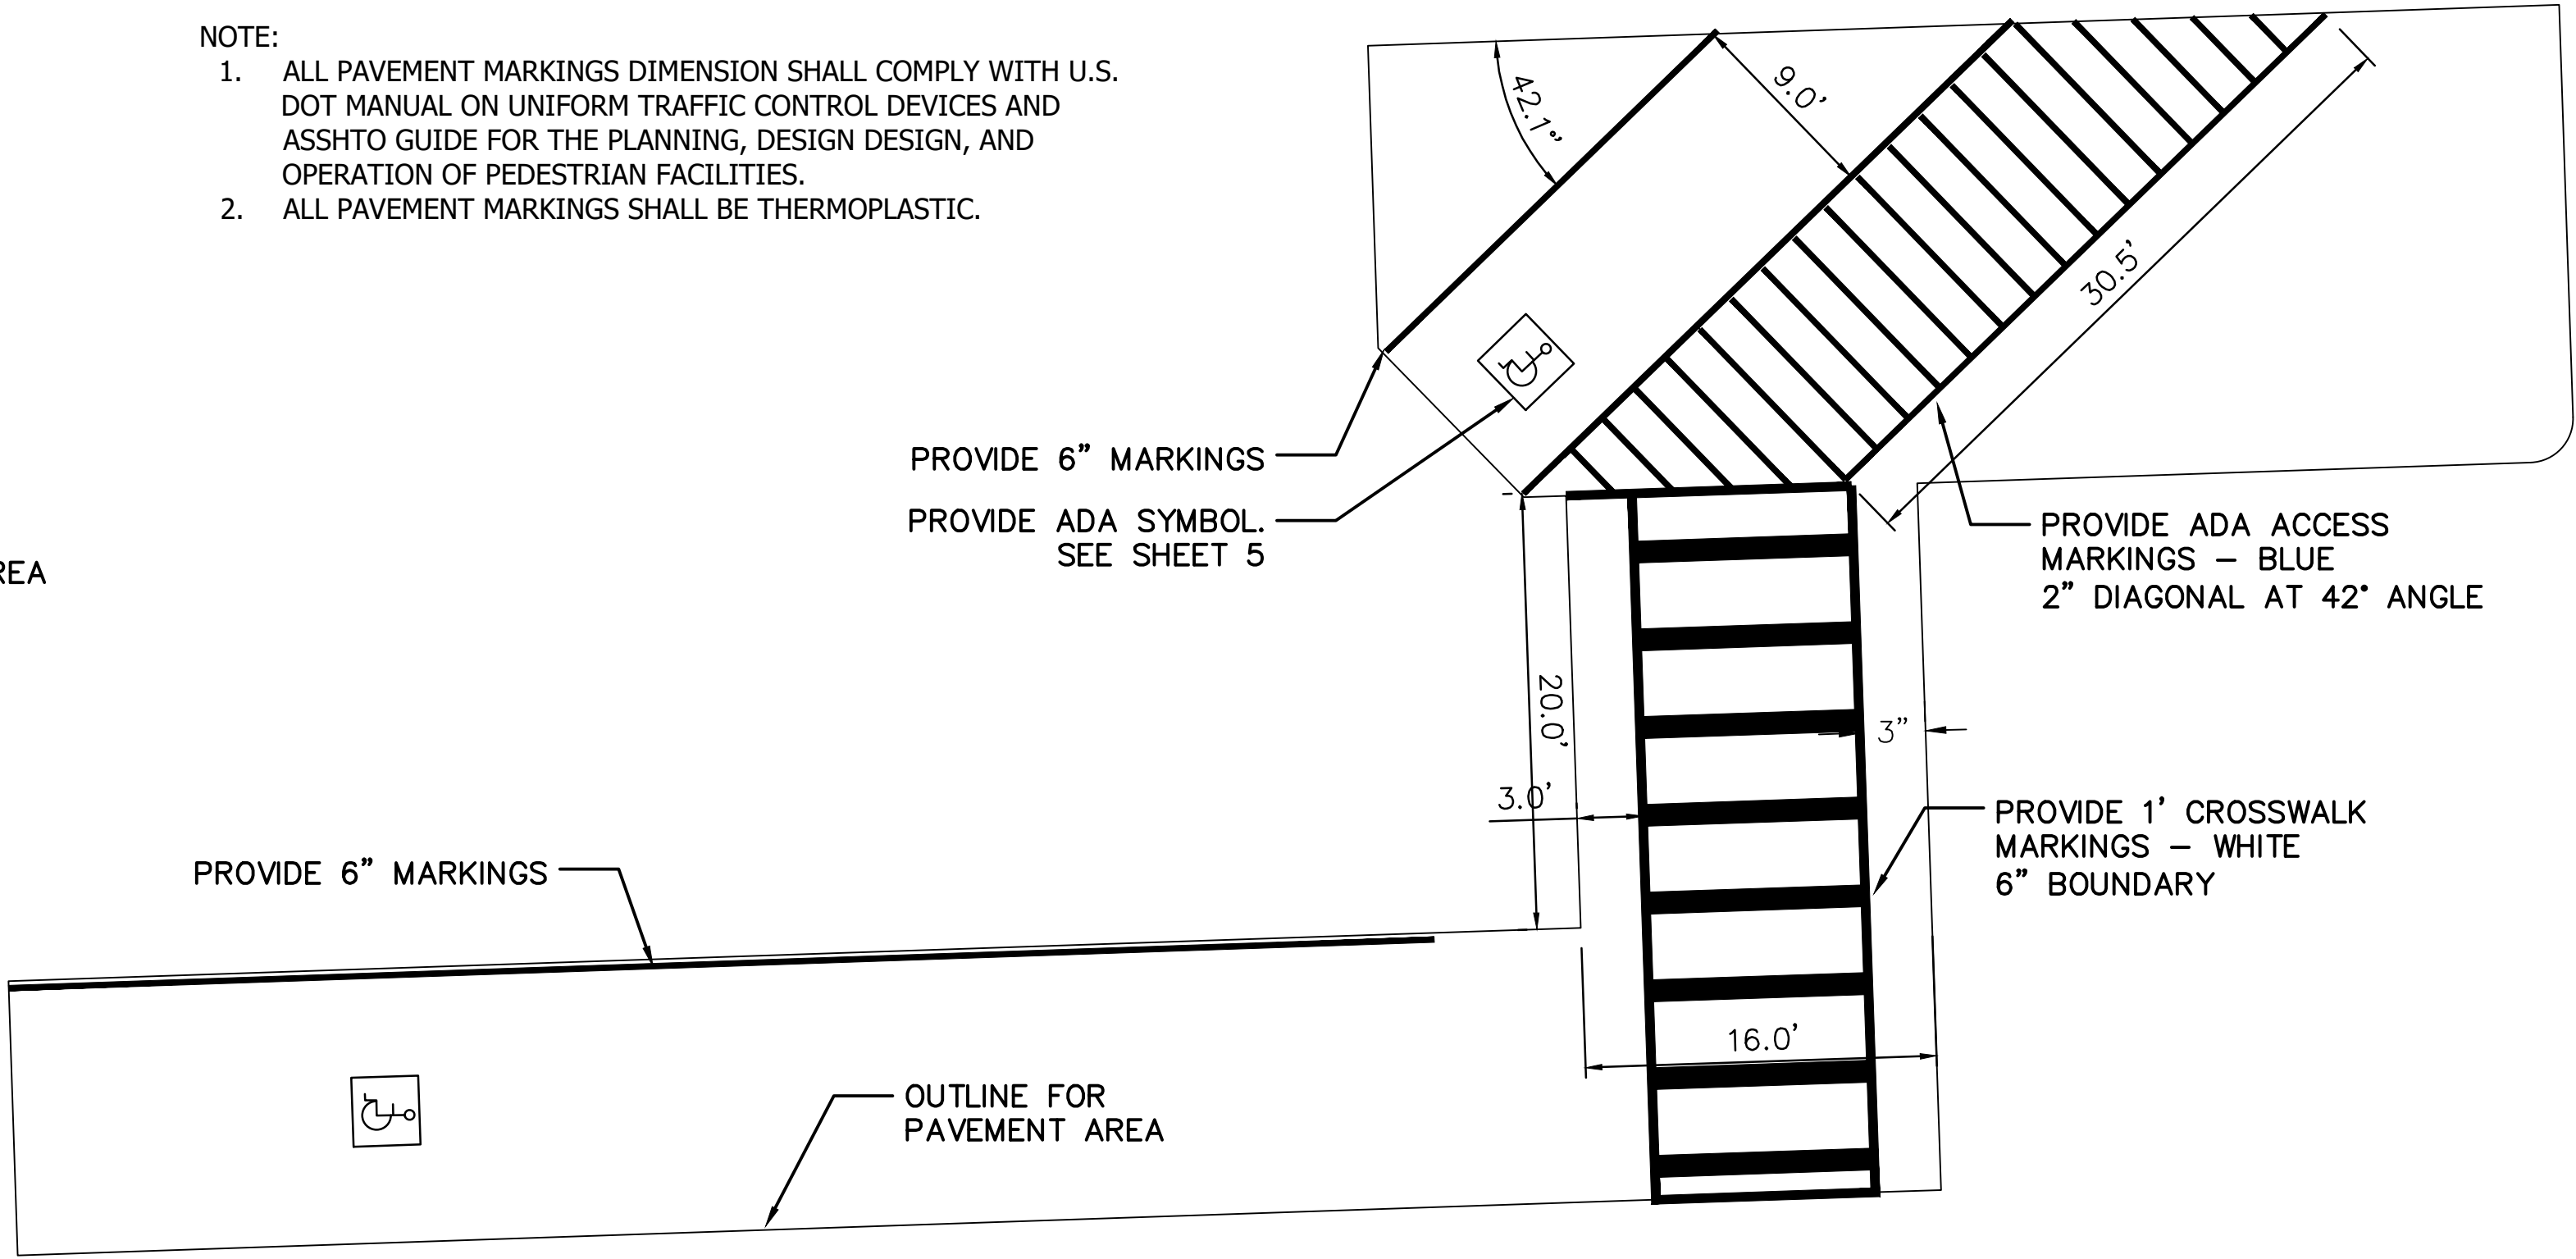 NOTE:
1. ALL PAVEMENT MARKINGS DIMENSION SHALL COMPLY WITH U.S.
DOT MANUAL ON UNIFORM TRAFFIC CONTROL DEVICES AND
ASSHTO GUIDE FOR THE PLANNING, DESIGN DESIGN, AND
OPERATION OF PEDESTRIAN FACILITIES.
2. ALL PAVEMENT MARKINGS SHALL BE THERMOPLASTIC.
42.1°
9.0'
30.5'
PROVIDE 6" MARKINGS
PROVIDE ADA SYMBOL.
SEE SHEET 5
REA
PROVIDE ADA ACCESS
MARKINGS – BLUE
2" DIAGONAL AT 42° ANGLE
20.0'
3"
3.0'
PROVIDE 1' CROSSWALK
MARKINGS – WHITE
6" BOUNDARY
PROVIDE 6" MARKINGS
16.0'
OUTLINE FOR
PAVEMENT AREA